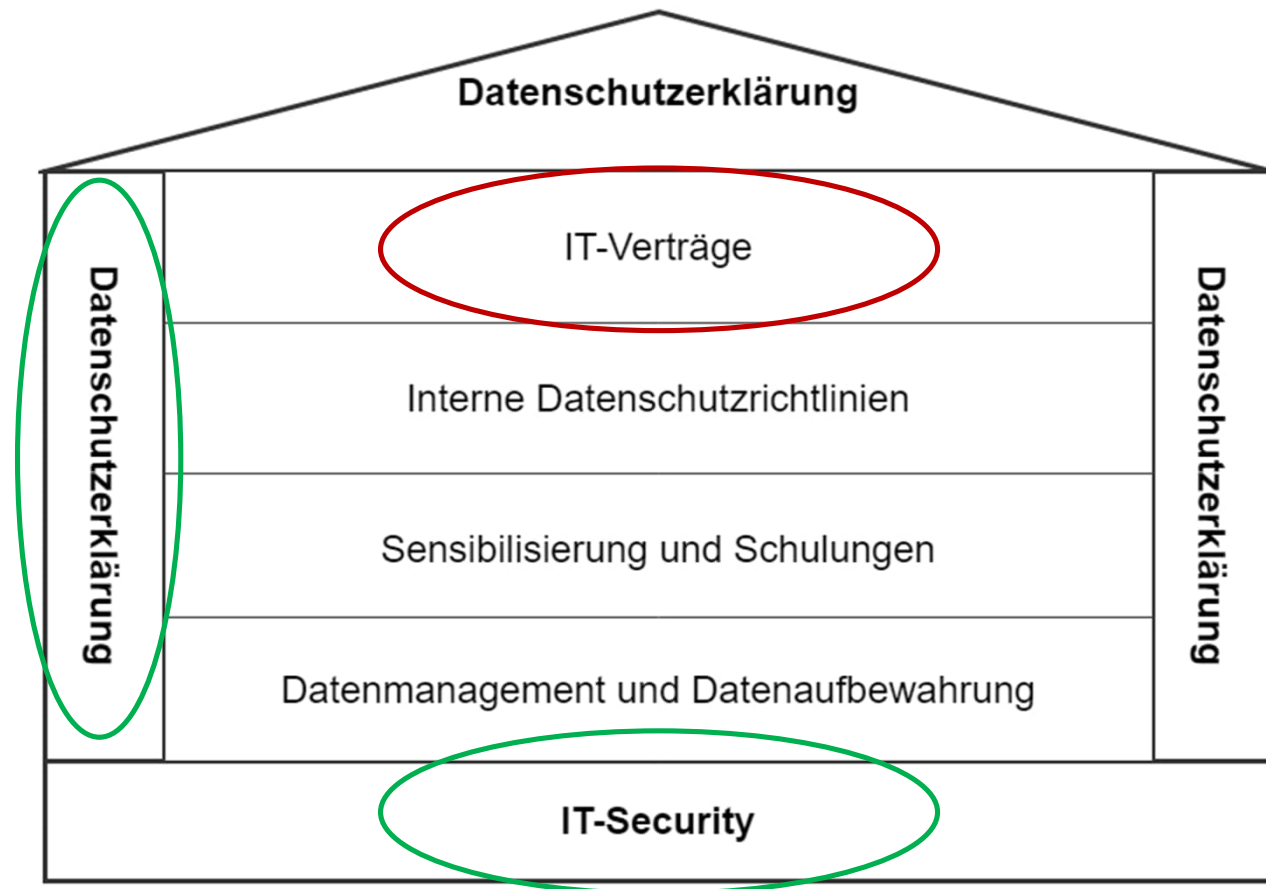 Datenschutzerklärung
Datenschutzerklärung
IT-Verträge
Interne Datenschutzrichtlinien
Sensibilisierung und Schulungen
Datenmanagement und Datenaufbewahrung
Datenschutzerklärung
IT-Security